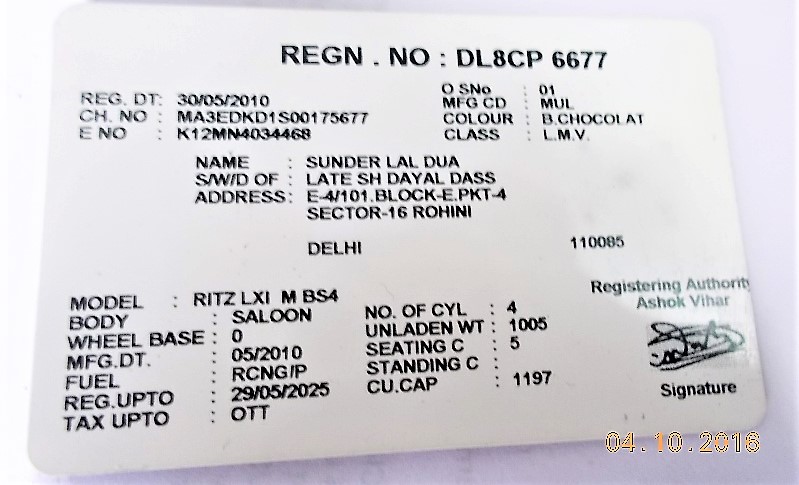 REGN . NO : DL8CP 6677
REG. DT: 30/05/2010
CH. NO : MA3EDKD1S00175677
E NO : K12MN4034468
O SNo : 01
MFG CD : MUL
COLOUR : B.CHOCOLAT
CLASS : L.M.V.
NAME : SUNDER LAL DUA
S/W/D OF : LATE SH DAYAL DASS
ADDRESS: E-4/101.BLOCK-E.PKT-4
SECTOR-16 ROHINI
DELHI 110085
Registering Authority
Ashok Vihar
Signature
MODEL : RITZ LXI M BS4
BODY : SALOON
WHEEL BASE : 0
MFG.DT. : 05/2010
FUEL : RCNG/P
REG.UPTO : 29/05/2025
TAX UPTO : OTT
NO. OF CYL : 4
UNLADEN WT : 1005
SEATING C : 5
STANDING C :
CU.CAP : 1197
04.10.2016